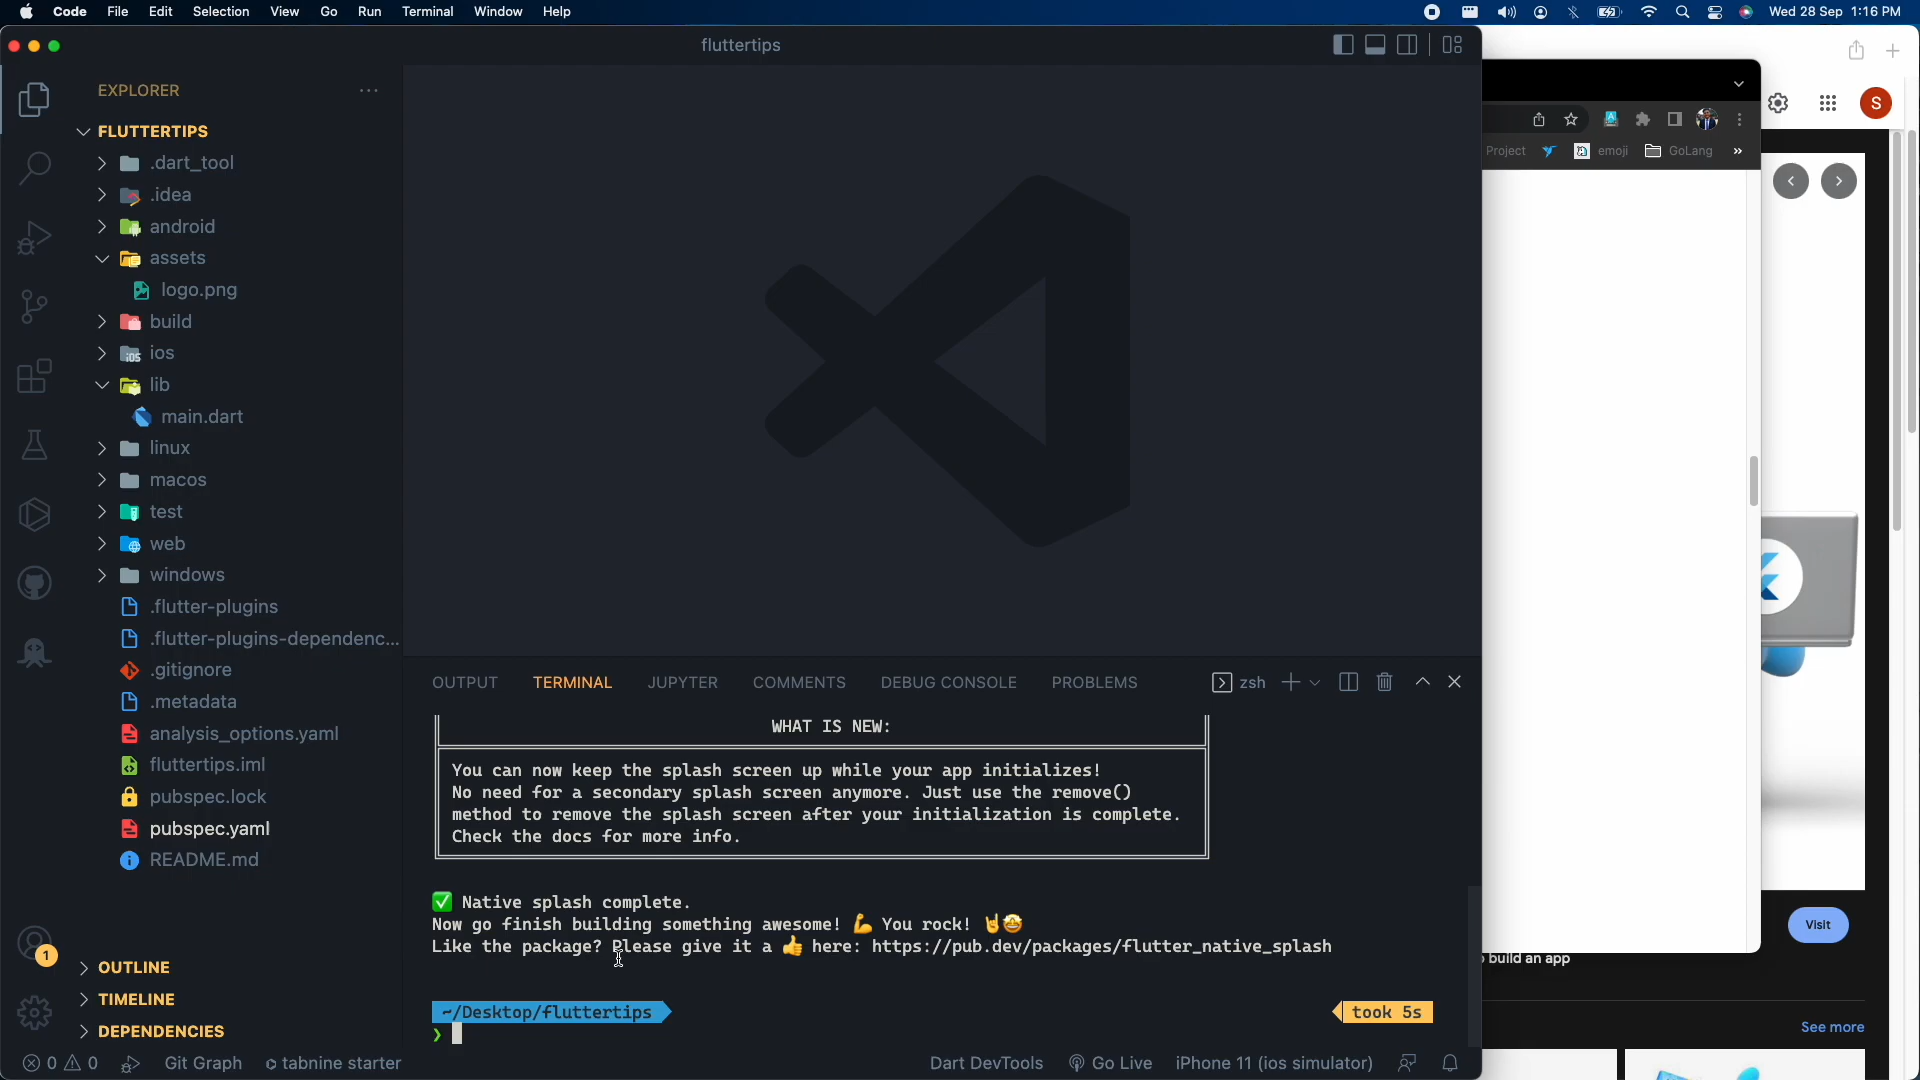 Code File Edit Selection View Go Run Terminal Window Help
Wed 28 Sep 1:16 PM
fluttertips
EXPLORER
FLUTTERTIPS
.dart_tool
.idea
android
assets
logo.png
build
ios
lib
main.dart
linux
macos
test
web
windows
.flutter-plugins
.flutter-plugins-dependenc...
.gitignore
.metadata
analysis_options.yaml
fluttertips.iml
pubspec.lock
pubspec.yaml
README.md
1
OUTLINE
TIMELINE
DEPENDENCIES
OUTPUT TERMINAL JUPYTER COMMENTS DEBUG CONSOLE PROBLEMS
zsh
WHAT IS NEW:
You can now keep the splash screen up while your app initializes!
No need for a secondary splash screen anymore. Just use the remove()
method to remove the splash screen after your initialization is complete.
Check the docs for more info.
✅ Native splash complete.
Now go finish building something awesome! 💪 You rock! 🤘🤩
Like the package? Please give it a 👍 here: https://pub.dev/packages/flutter_native_splash
~/Desktop/fluttertips
took 5s
❯
0 0 Git Graph tabnine starter
Dart DevTools Go Live iPhone 11 (ios simulator)
S
Project emoji GoLang »
Visit
build an app
See more